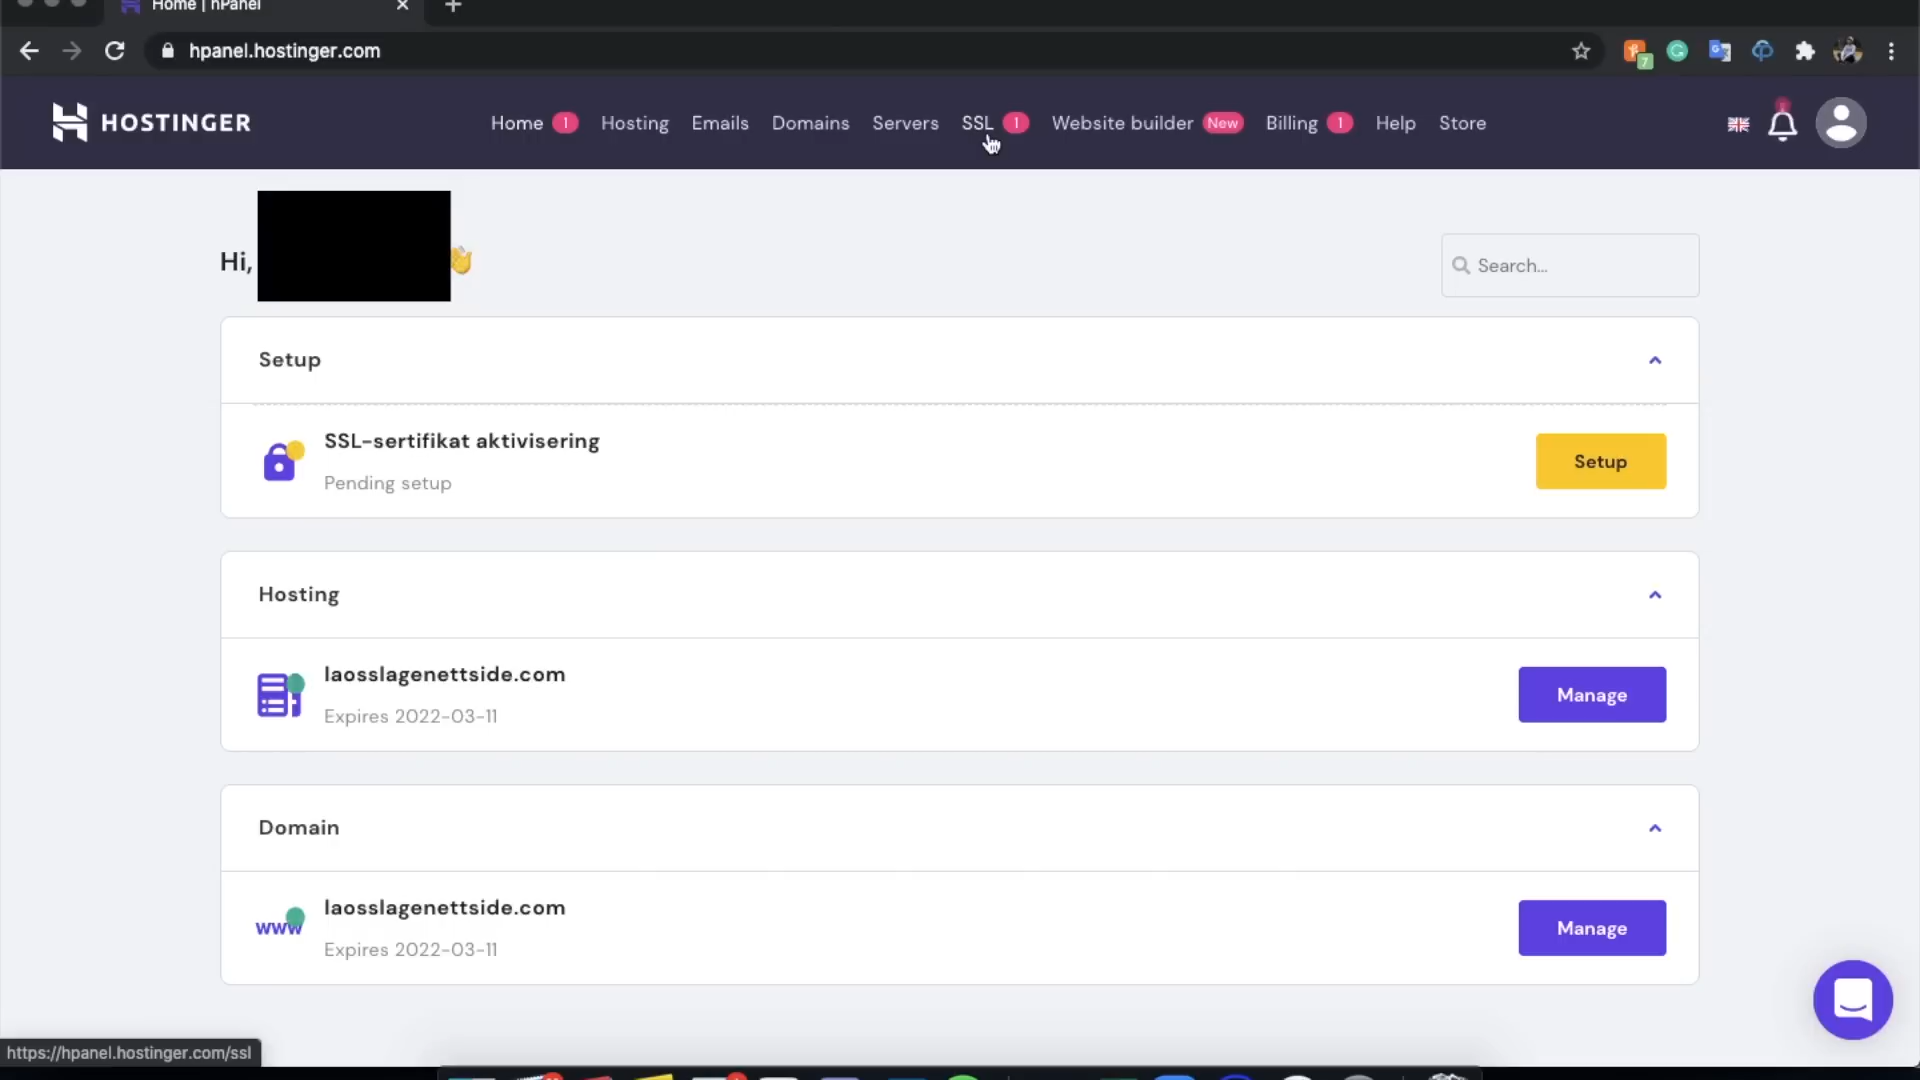 Home | hPanel
hpanel.hostinger.com
7
HOSTINGER
Home 1 Hosting Emails Domains Servers SSL 1 Website builder New Billing 1 Help Store
Hi,
Search...
Setup
SSL-sertifikat aktivisering
Pending setup
Setup
Hosting
laosslagenettside.com
Expires 2022-03-11
Manage
Domain
www
laosslagenettside.com
Expires 2022-03-11
Manage
https://hpanel.hostinger.com/ssl